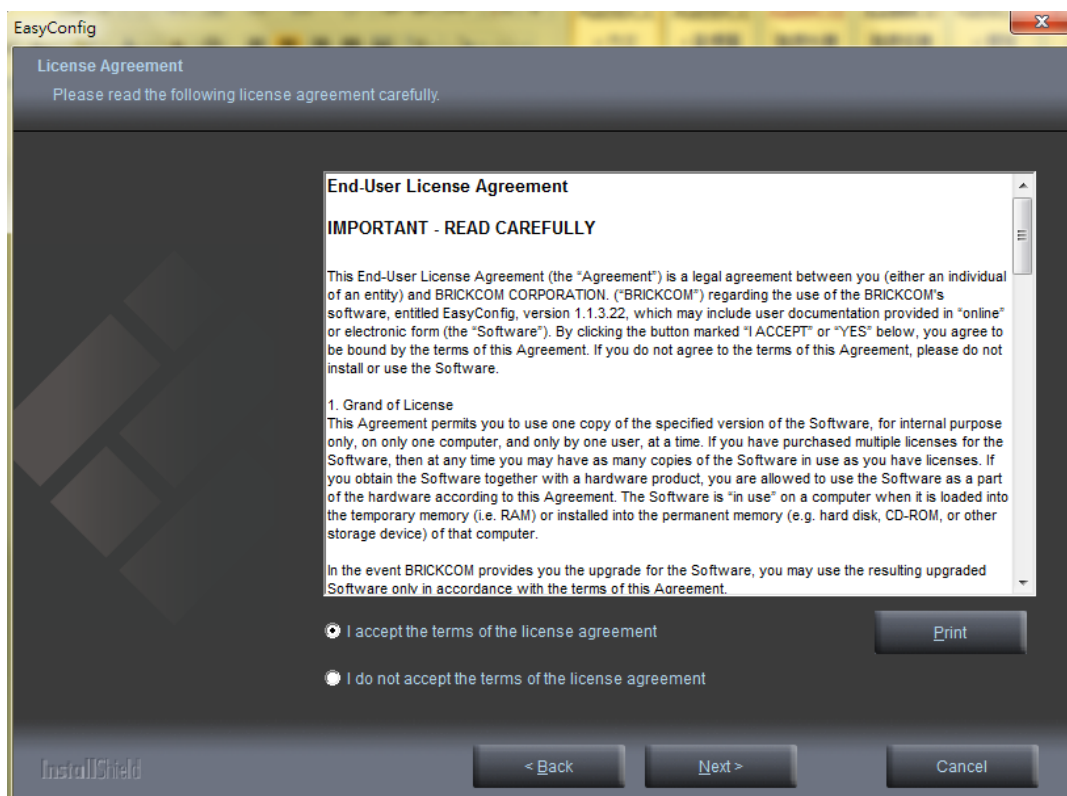 EasyConfig
License Agreement
Please read the following license agreement carefully.
End-User License Agreement
IMPORTANT - READ CAREFULLY
This End-User License Agreement (the “Agreement”) is a legal agreement between you (either an individual
of an entity) and BRICKCOM CORPORATION. (“BRICKCOM”) regarding the use of the BRICKCOM's
software, entitled EasyConfig, version 1.1.3.22, which may include user documentation provided in “online”
or electronic form (the “Software”). By clicking the button marked “I ACCEPT” or “YES” below, you agree to
be bound by the terms of this Agreement. If you do not agree to the terms of this Agreement, please do not
install or use the Software.
1. Grand of License
This Agreement permits you to use one copy of the specified version of the Software, for internal purpose
only, on only one computer, and only by one user, at a time. If you have purchased multiple licenses for the
Software, then at any time you may have as many copies of the Software in use as you have licenses. If
you obtain the Software together with a hardware product, you are allowed to use the Software as a part
of the hardware according to this Agreement. The Software is “in use” on a computer when it is loaded into
the temporary memory (i.e. RAM) or installed into the permanent memory (e.g. hard disk, CD-ROM, or other
storage device) of that computer.
In the event BRICKCOM provides you the upgrade for the Software, you may use the resulting upgraded
Software only in accordance with the terms of this Agreement.
I accept the terms of the license agreement
Print
I do not accept the terms of the license agreement
InstallShield
< Back
Next >
Cancel